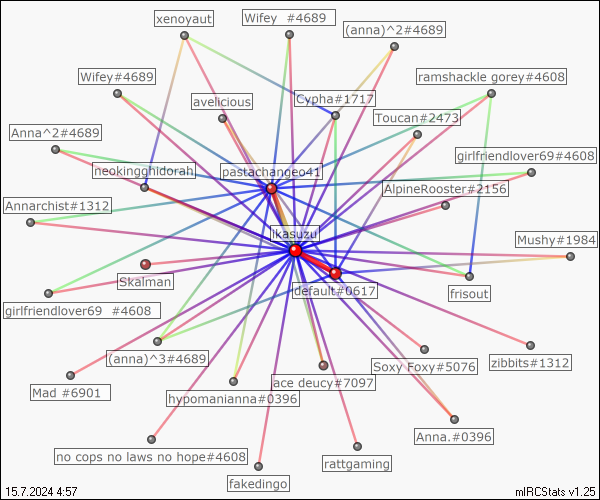 xenoyaut
Wifey  #4689
(anna)^2#4689
Wifey#4689
ramshackle gorey#4608
avelicious
Cypha#1717
Toucan#2473
Anna^2#4689
girlfriendlover69#4608
neokingghidorah
pastachangeo41
AlpineRooster#2156
Annarchist#1312
ikasuzu
Mushy#1984
Skalman
default#0617
frisout
girlfriendlover69  #4608
(anna)^3#4689
zibbits#1312
Soxy Foxy#5076
Mad #6901
hypomanianna#0396
ace deucy#7097
Anna.#0396
no cops no laws no hope#4608
rattgaming
fakedingo
15.7.2024 4:57
mIRCStats v1.25